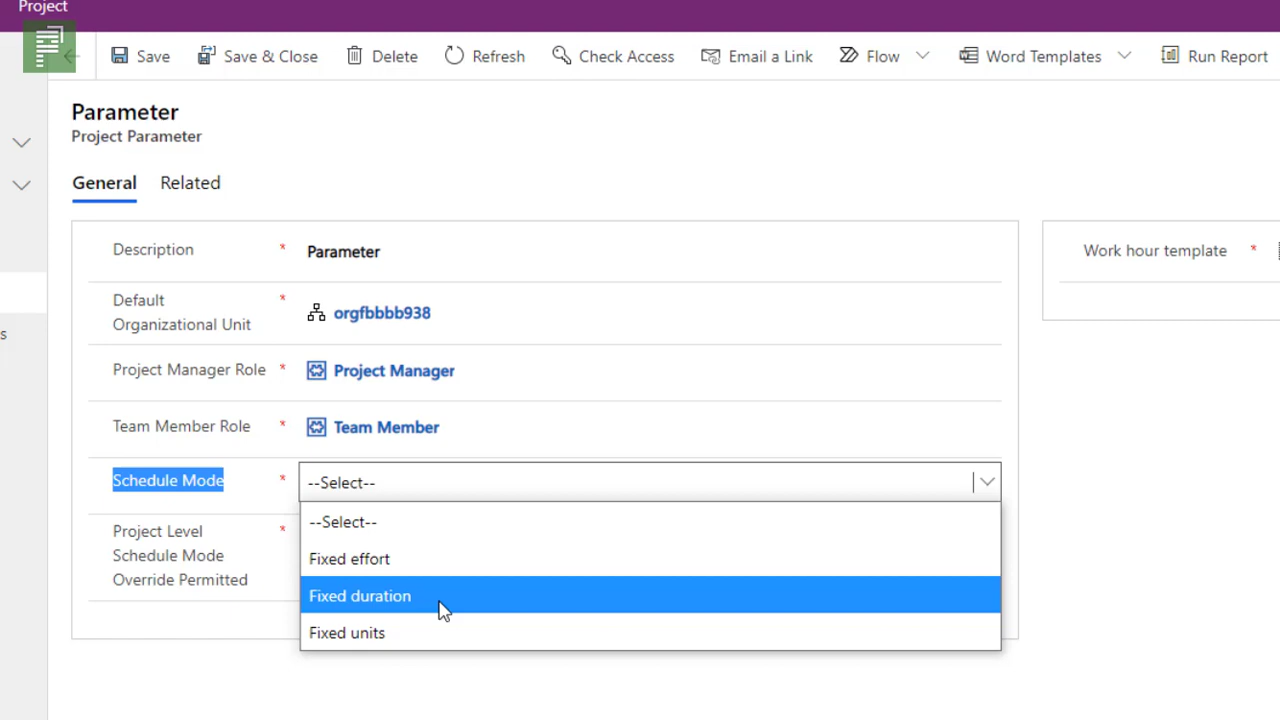 Project
Save
Save & Close
Delete
Refresh
Check Access
Email a Link
Flow
Word Templates
Run Report
Parameter
Project Parameter
General
Related
Description * Parameter
Default
Organizational Unit * orgfbbbb938
Project Manager Role * Project Manager
Team Member Role * Team Member
Schedule Mode * --Select--
--Select--
Fixed effort
Fixed duration
Fixed units
Project Level *
Schedule Mode
Override Permitted
Work hour template *
s